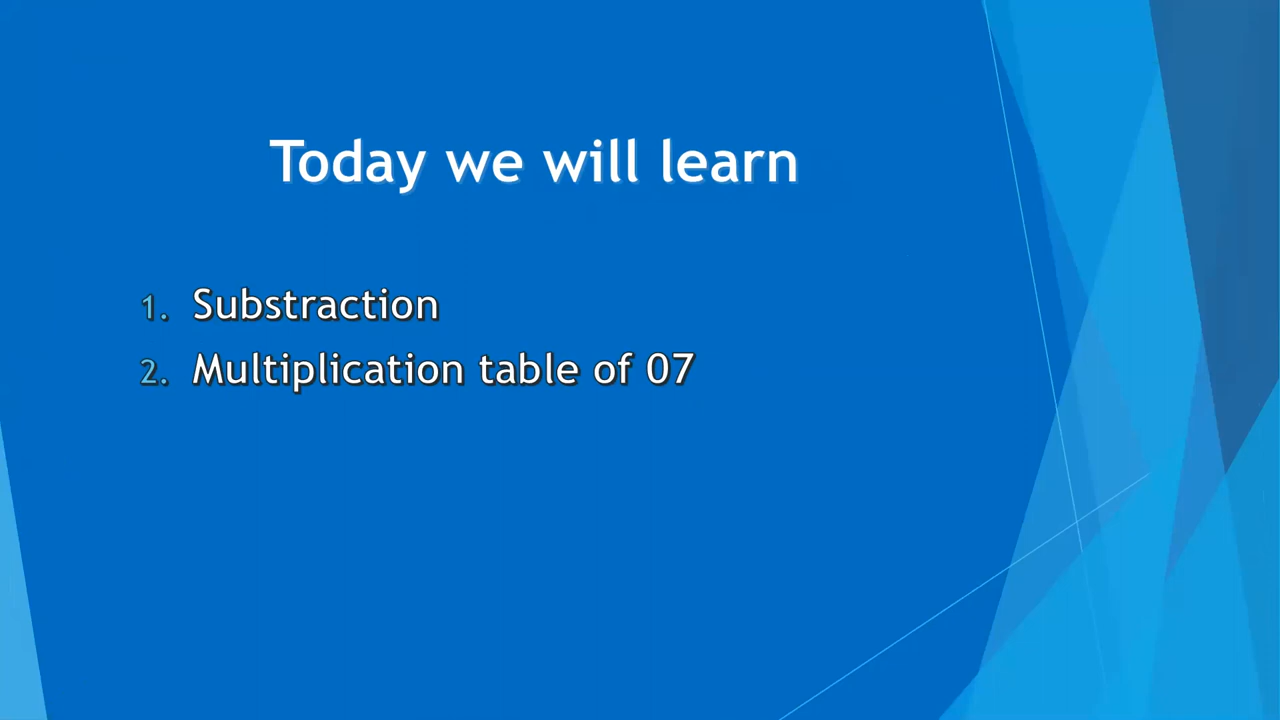 Today we will learn
1. Substraction
2. Multiplication table of 07